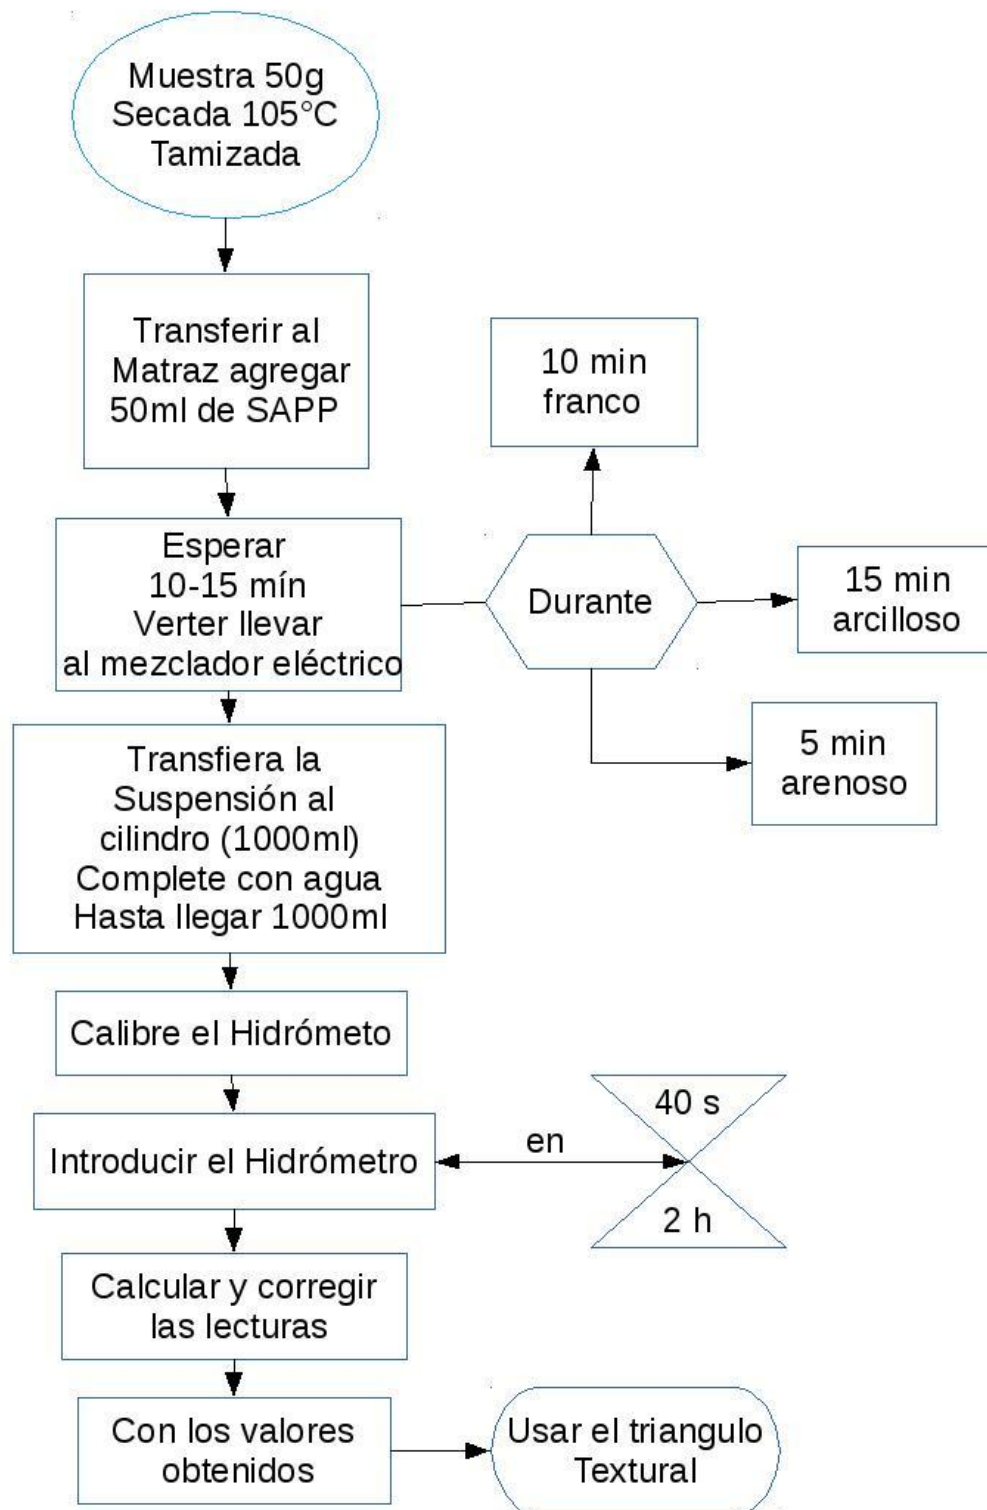 Muestra 50g
Secada 105°C
Tamizada
Transferir al
Matraz agregar
50ml de SAPP
10 min
franco
Esperar
10-15 mín
Verter llevar
al mezclador eléctrico
Durante
15 min
arcilloso
5 min
arenoso
Transfiera la
Suspensión al
cilindro (1000ml)
Complete con agua
Hasta llegar 1000ml
Calibre el Hidrómeto
Introducir el Hidrómetro
en
40 s
2 h
Calcular y corregir
las lecturas
Con los valores
obtenidos
Usar el triangulo
Textural